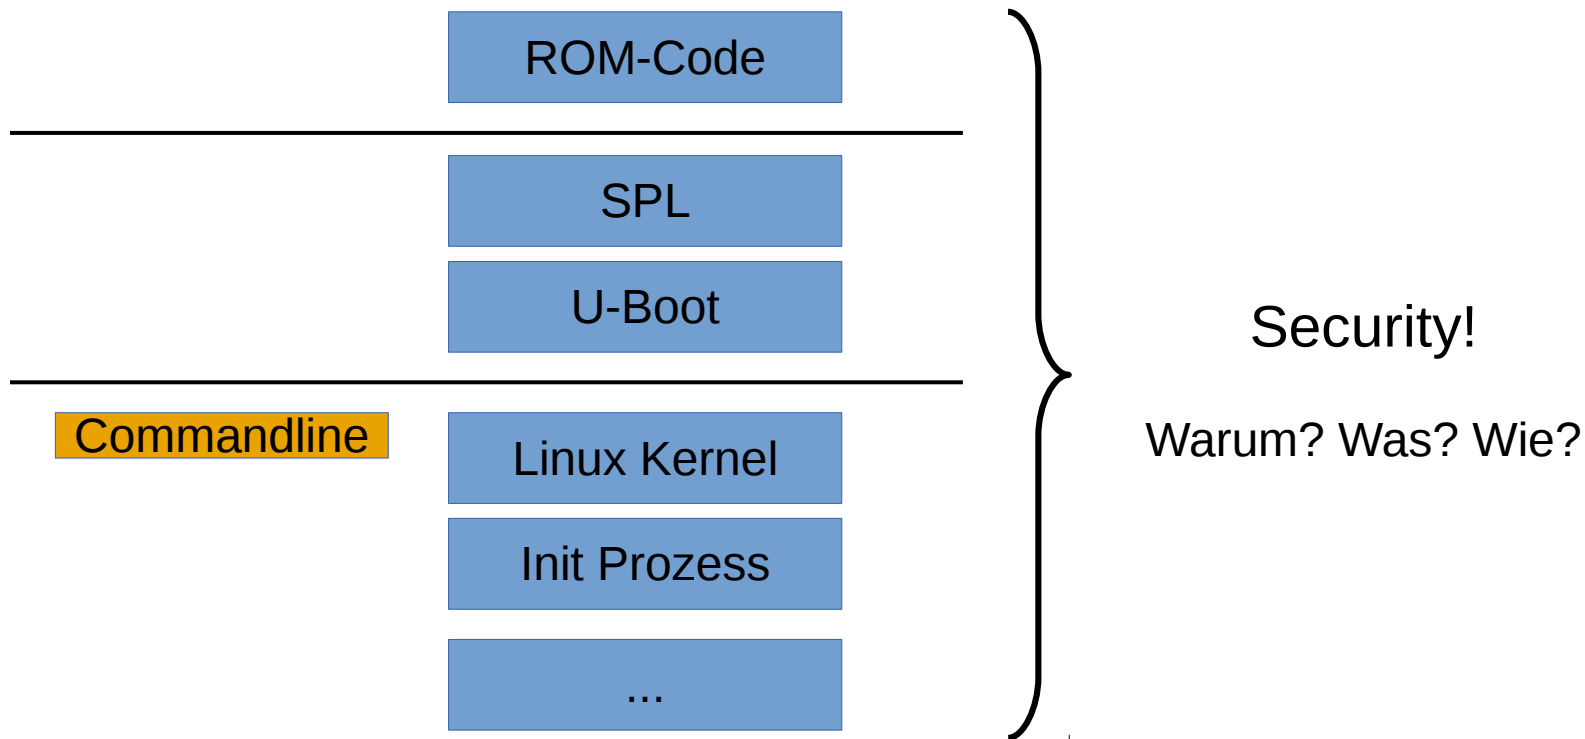 ROM-Code
SPL
U-Boot
Security!
Commandline
Warum? Was? Wie?
Linux Kernel
Init Prozess
...